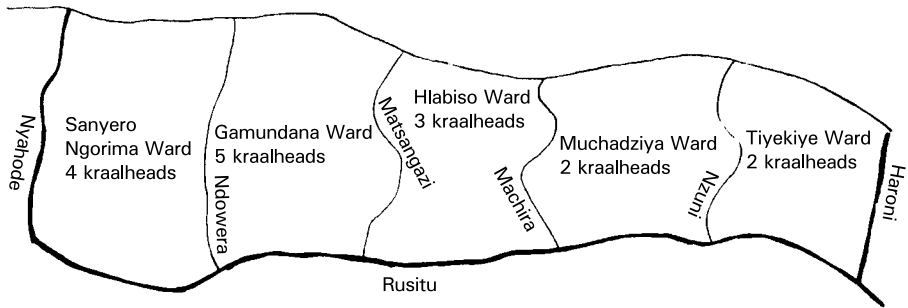 Nyahode
Sanyero
Ngorima Ward
4 kraalheads
Ndowera
Gamundana Ward
5 kraalheads
Matsangazi
Hlabiso Ward
3 kraalheads
Machira
Muchadziya Ward
2 kraalheads
Nzuni
Tiyekiye Ward
2 kraalheads
Haroni
Rusitu